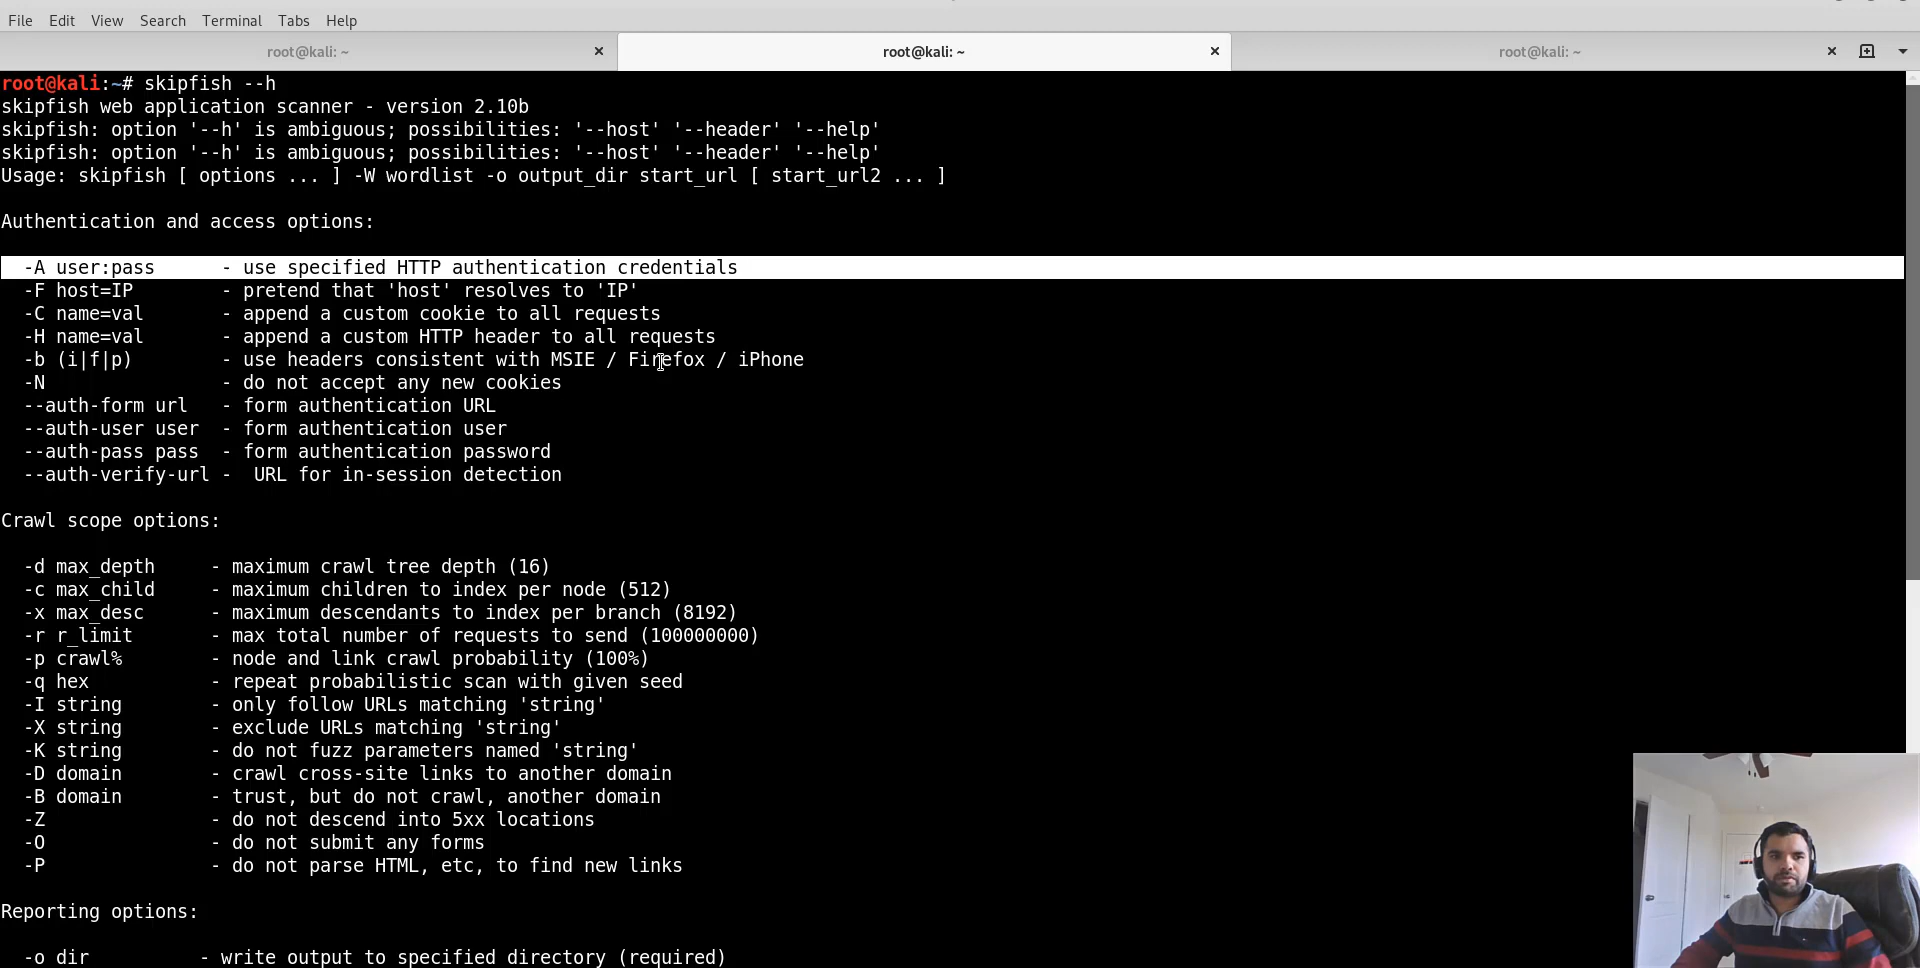 File Edit View Search Terminal Tabs Help
root@kali: ~ root@kali: ~ root@kali: ~
root@kali:~# skipfish --h
skipfish web application scanner - version 2.10b
skipfish: option '--h' is ambiguous; possibilities: '--host' '--header' '--help'
skipfish: option '--h' is ambiguous; possibilities: '--host' '--header' '--help'
Usage: skipfish [ options ... ] -W wordlist -o output_dir start_url [ start_url2 ... ]
Authentication and access options:
-A user:pass - use specified HTTP authentication credentials
-F host=IP - pretend that 'host' resolves to 'IP'
-C name=val - append a custom cookie to all requests
-H name=val - append a custom HTTP header to all requests
-b (i|f|p) - use headers consistent with MSIE / Firefox / iPhone
-N - do not accept any new cookies
--auth-form url - form authentication URL
--auth-user user - form authentication user
--auth-pass pass - form authentication password
--auth-verify-url - URL for in-session detection
Crawl scope options:
-d max_depth - maximum crawl tree depth (16)
-c max_child - maximum children to index per node (512)
-x max_desc - maximum descendants to index per branch (8192)
-r r_limit - max total number of requests to send (100000000)
-p crawl% - node and link crawl probability (100%)
-q hex - repeat probabilistic scan with given seed
-I string - only follow URLs matching 'string'
-X string - exclude URLs matching 'string'
-K string - do not fuzz parameters named 'string'
-D domain - crawl cross-site links to another domain
-B domain - trust, but do not crawl, another domain
-Z - do not descend into 5xx locations
-O - do not submit any forms
-P - do not parse HTML, etc, to find new links
Reporting options:
-o dir - write output to specified directory (required)